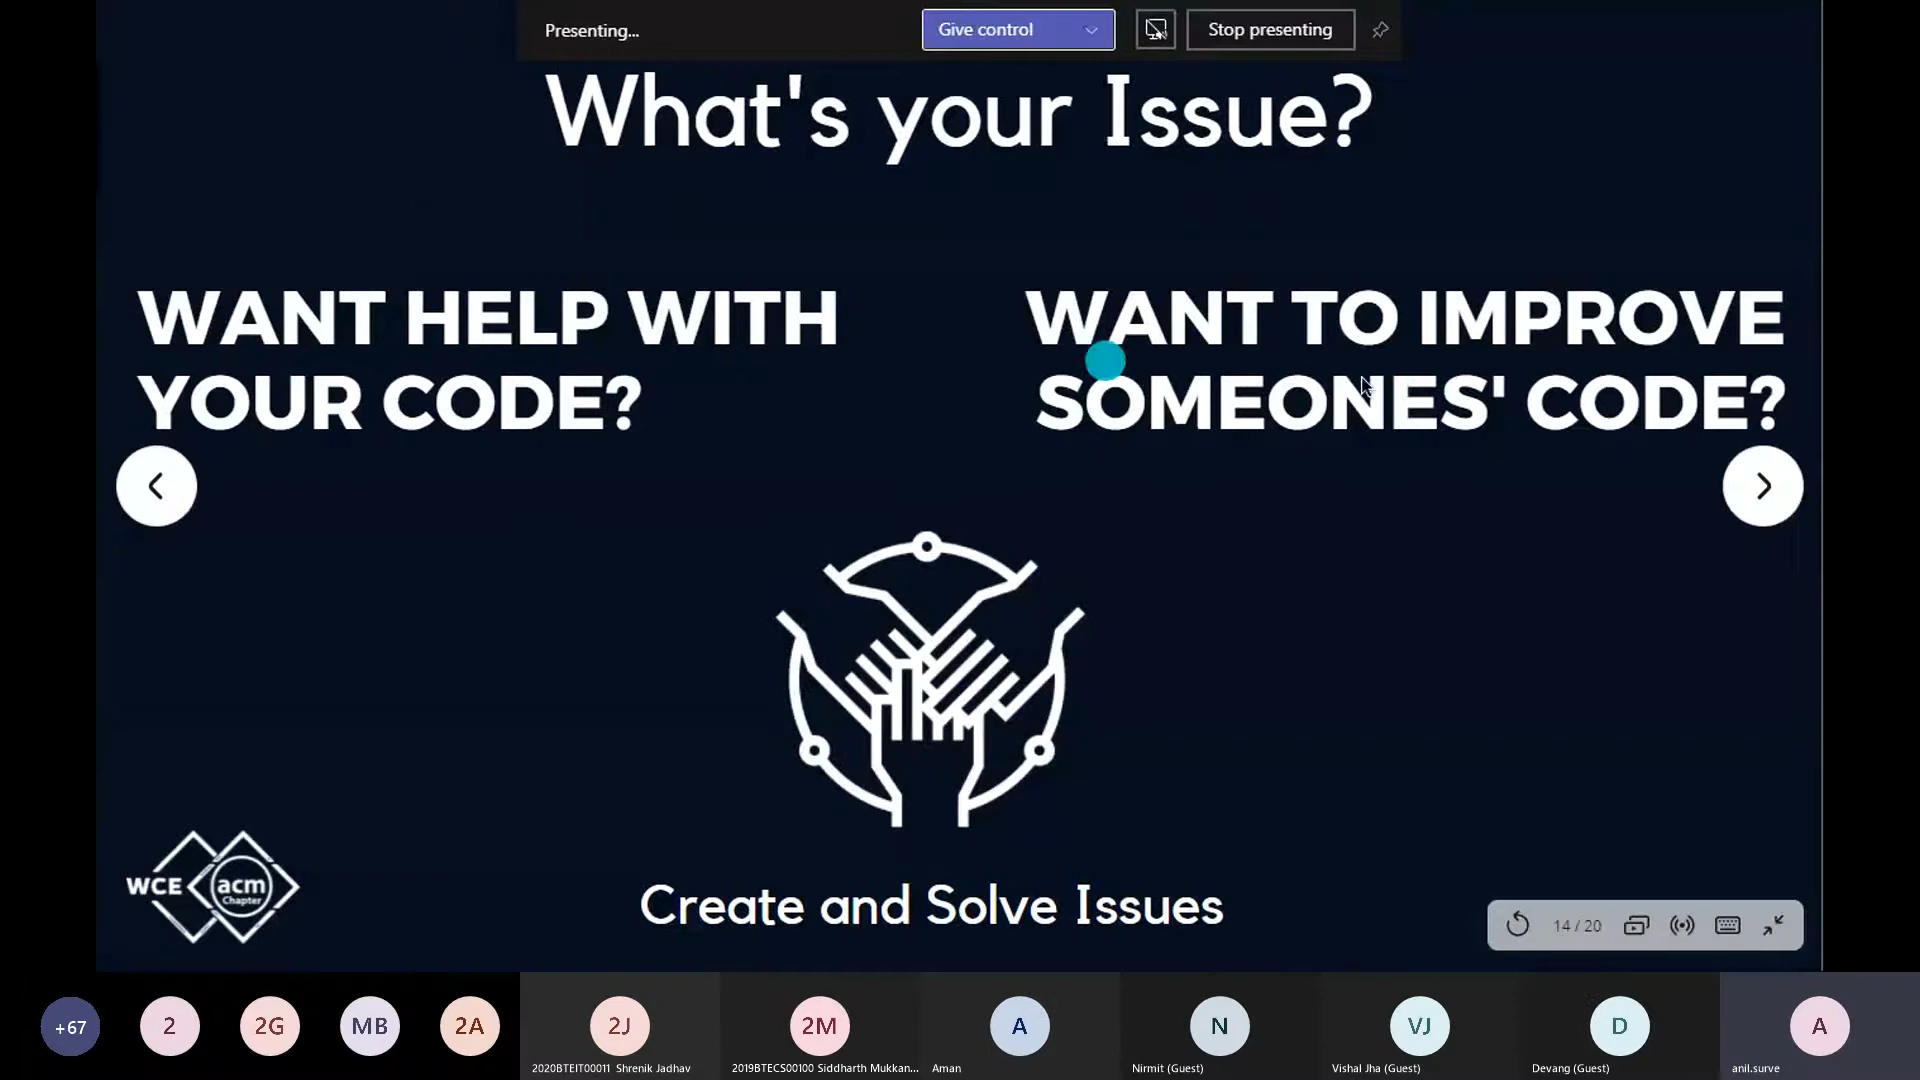 Presenting...
Give control
Stop presenting
What's your Issue?
WANT HELP WITH
YOUR CODE?
WANT TO IMPROVE
SOMEONES' CODE?
WCE acm
Chapter
Create and Solve Issues
14 / 20
+67
2
2G
MB
2A
2J
2M
A
N
VJ
D
A
2020BTEIT00011 Shrenik Jadhav
2019BTECS00100 Siddharth Mukkan...
Aman
Nirmit (Guest)
Vishal Jha (Guest)
Devang (Guest)
anil.surve